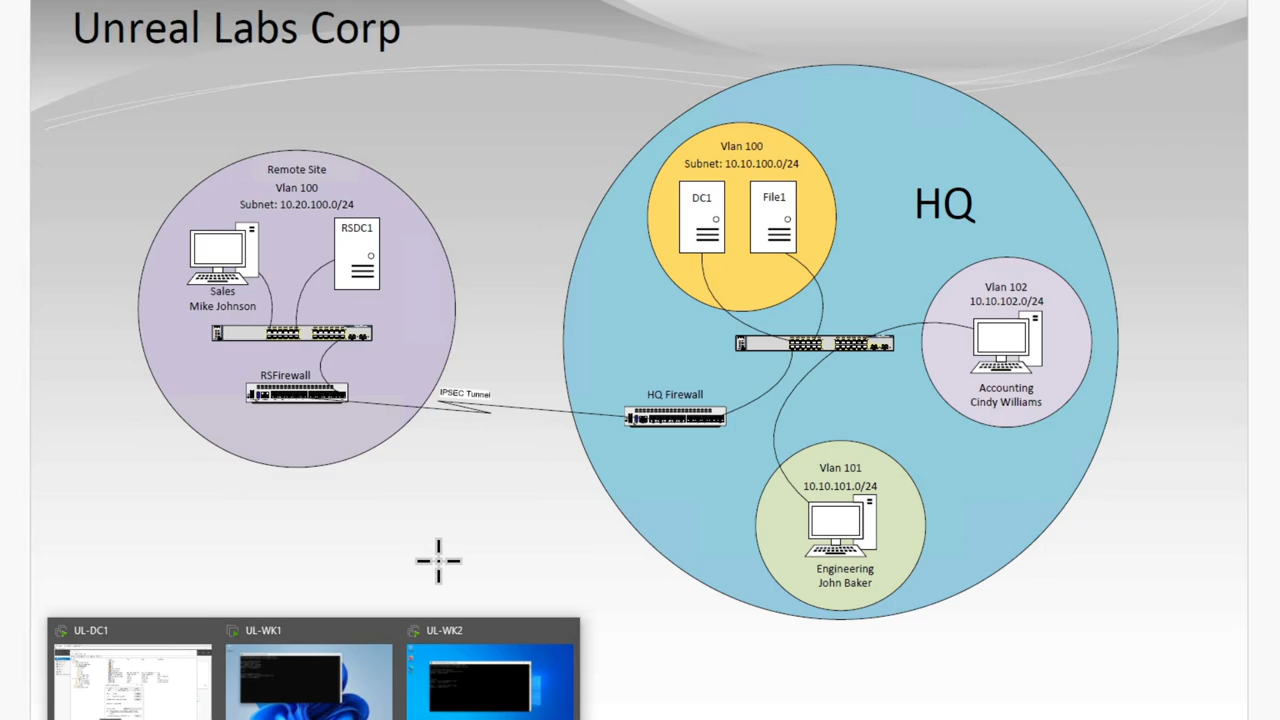 Unreal Labs Corp
Remote Site
Vlan 100
Subnet: 10.20.100.0/24
RSDC1
Sales
Mike Johnson
RSFirewall
IPSEC Tunnel
HQ
Vlan 100
Subnet: 10.10.100.0/24
DC1
File1
Vlan 102
10.10.102.0/24
Accounting
Cindy Williams
HQ Firewall
Vlan 101
10.10.101.0/24
Engineering
John Baker
UL-DC1
UL-WK1
UL-WK2